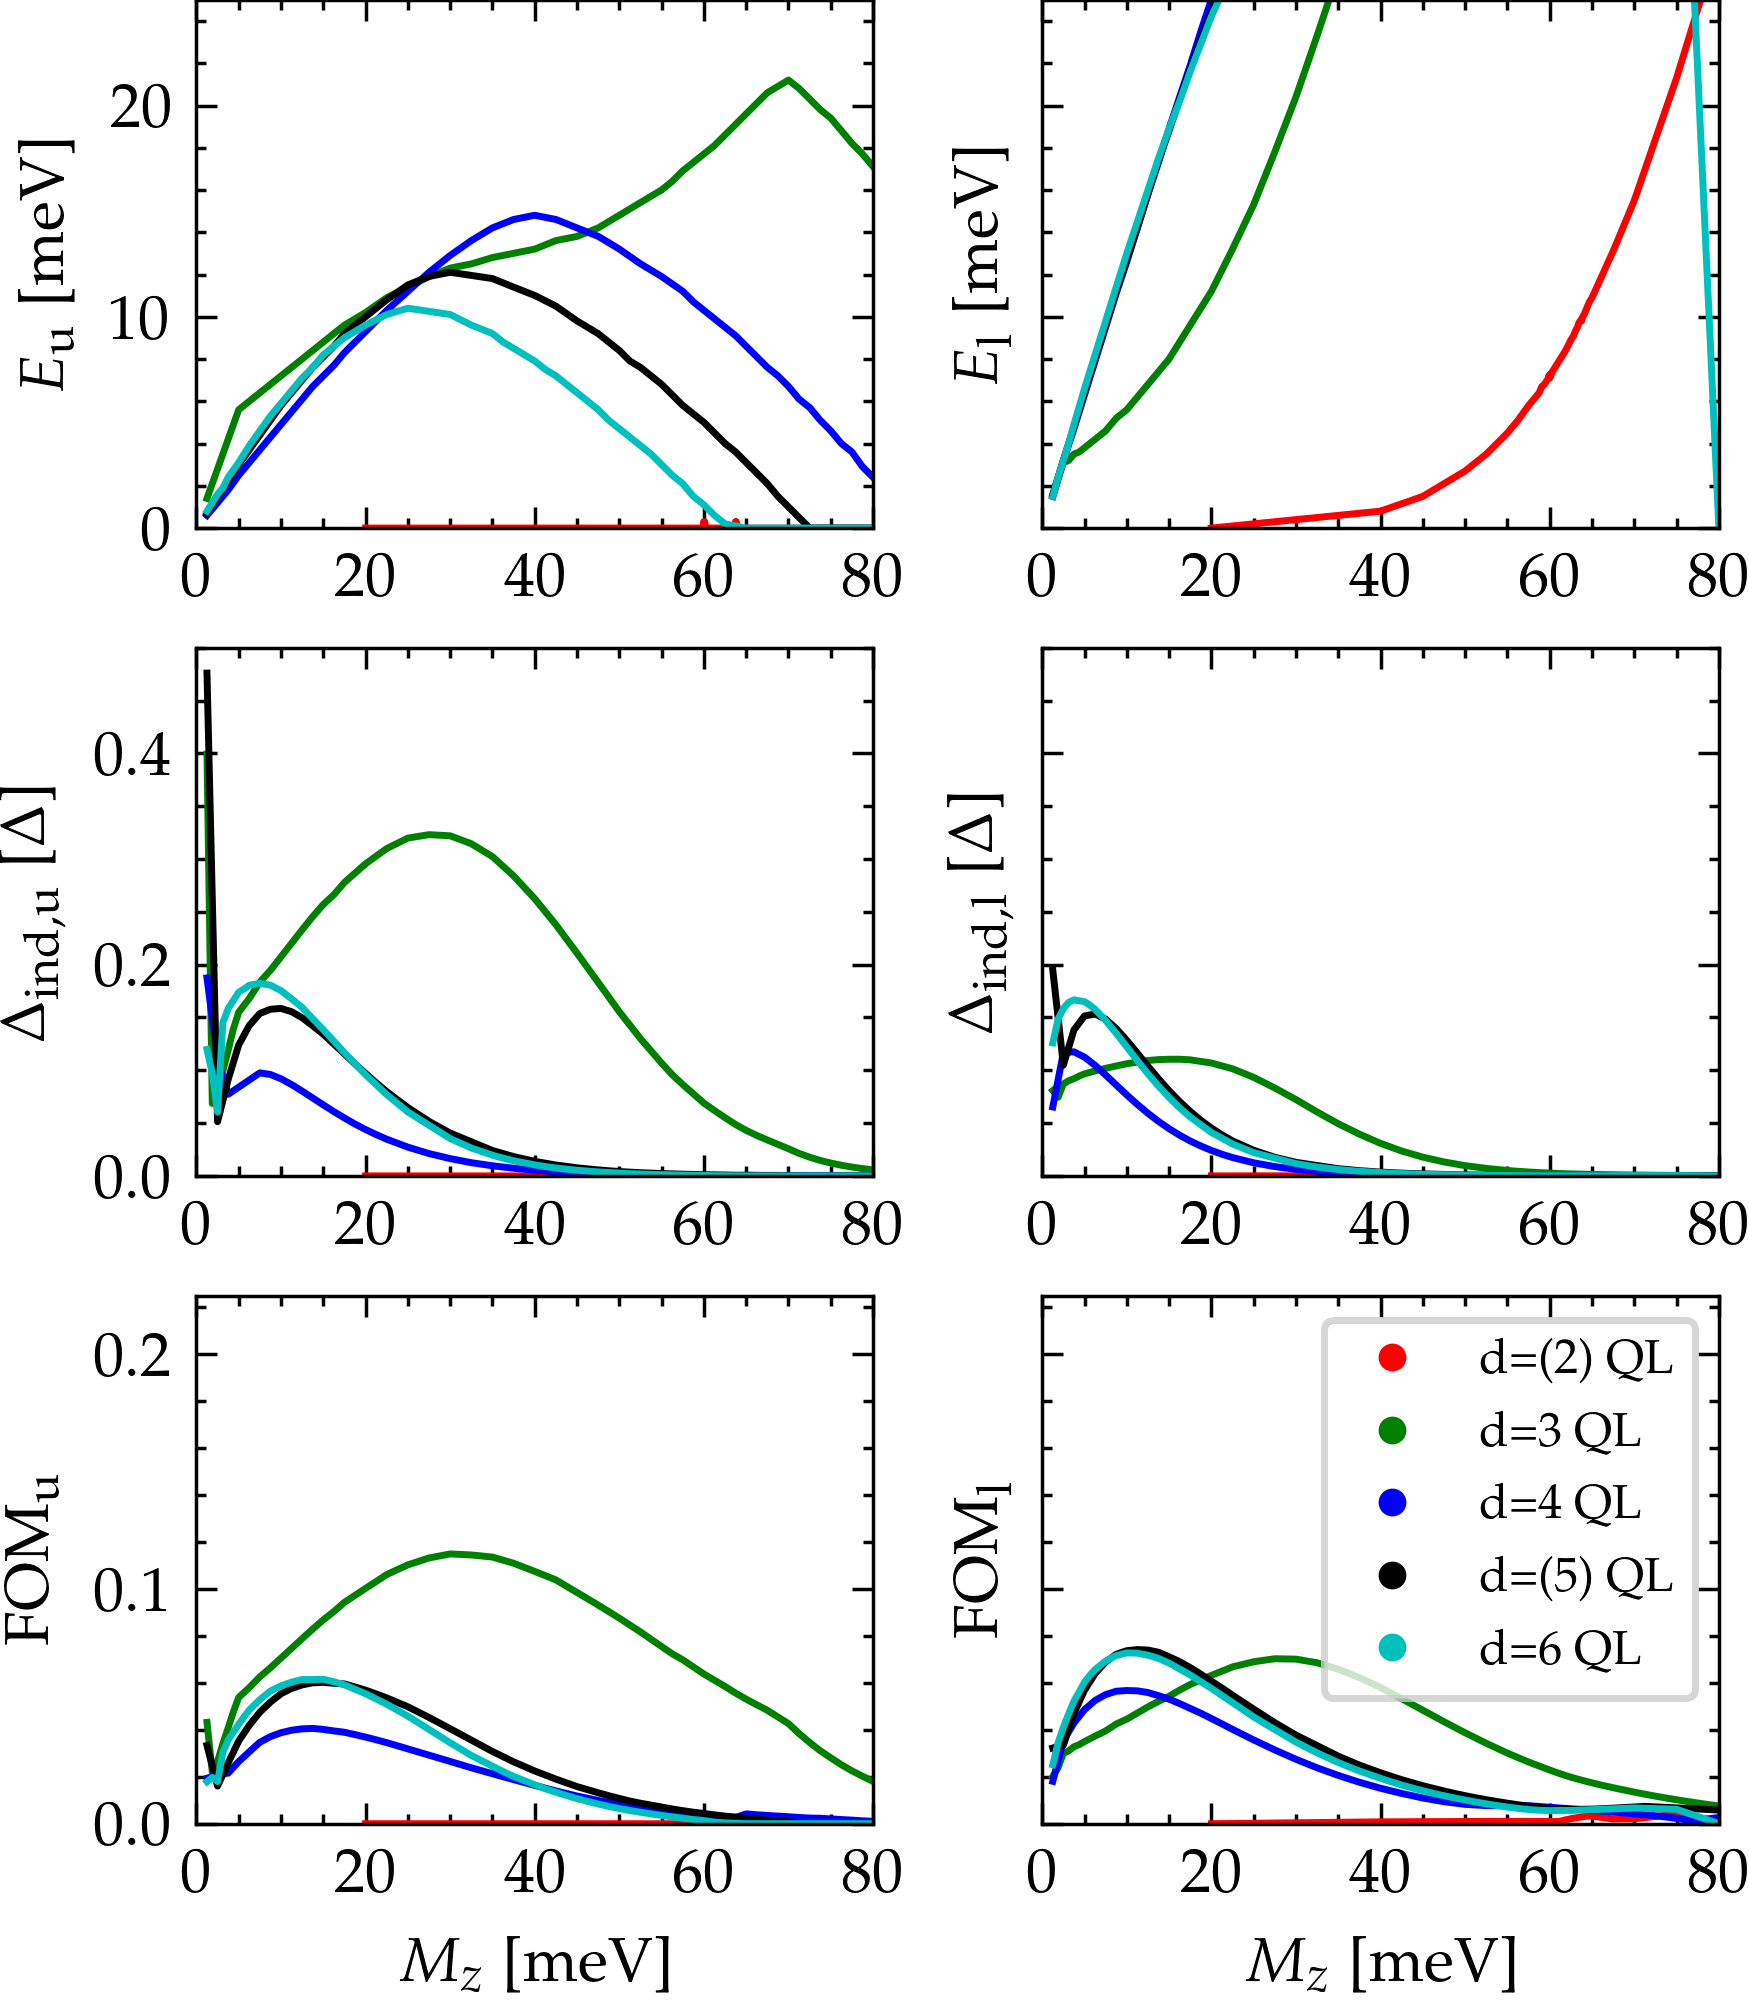 E_u [meV]
20
10
0
0 20 40 60 80
E_l [meV]
0 20 40 60 80
Δ_ind,u [Δ]
0.4
0.2
0.0
0 20 40 60 80
Δ_ind,l [Δ]
0 20 40 60 80
FOM_u
0.2
0.1
0.0
0 20 40 60 80
M_z [meV]
FOM_l
d=(2) QL
d=3 QL
d=4 QL
d=(5) QL
d=6 QL
0 20 40 60 80
M_z [meV]